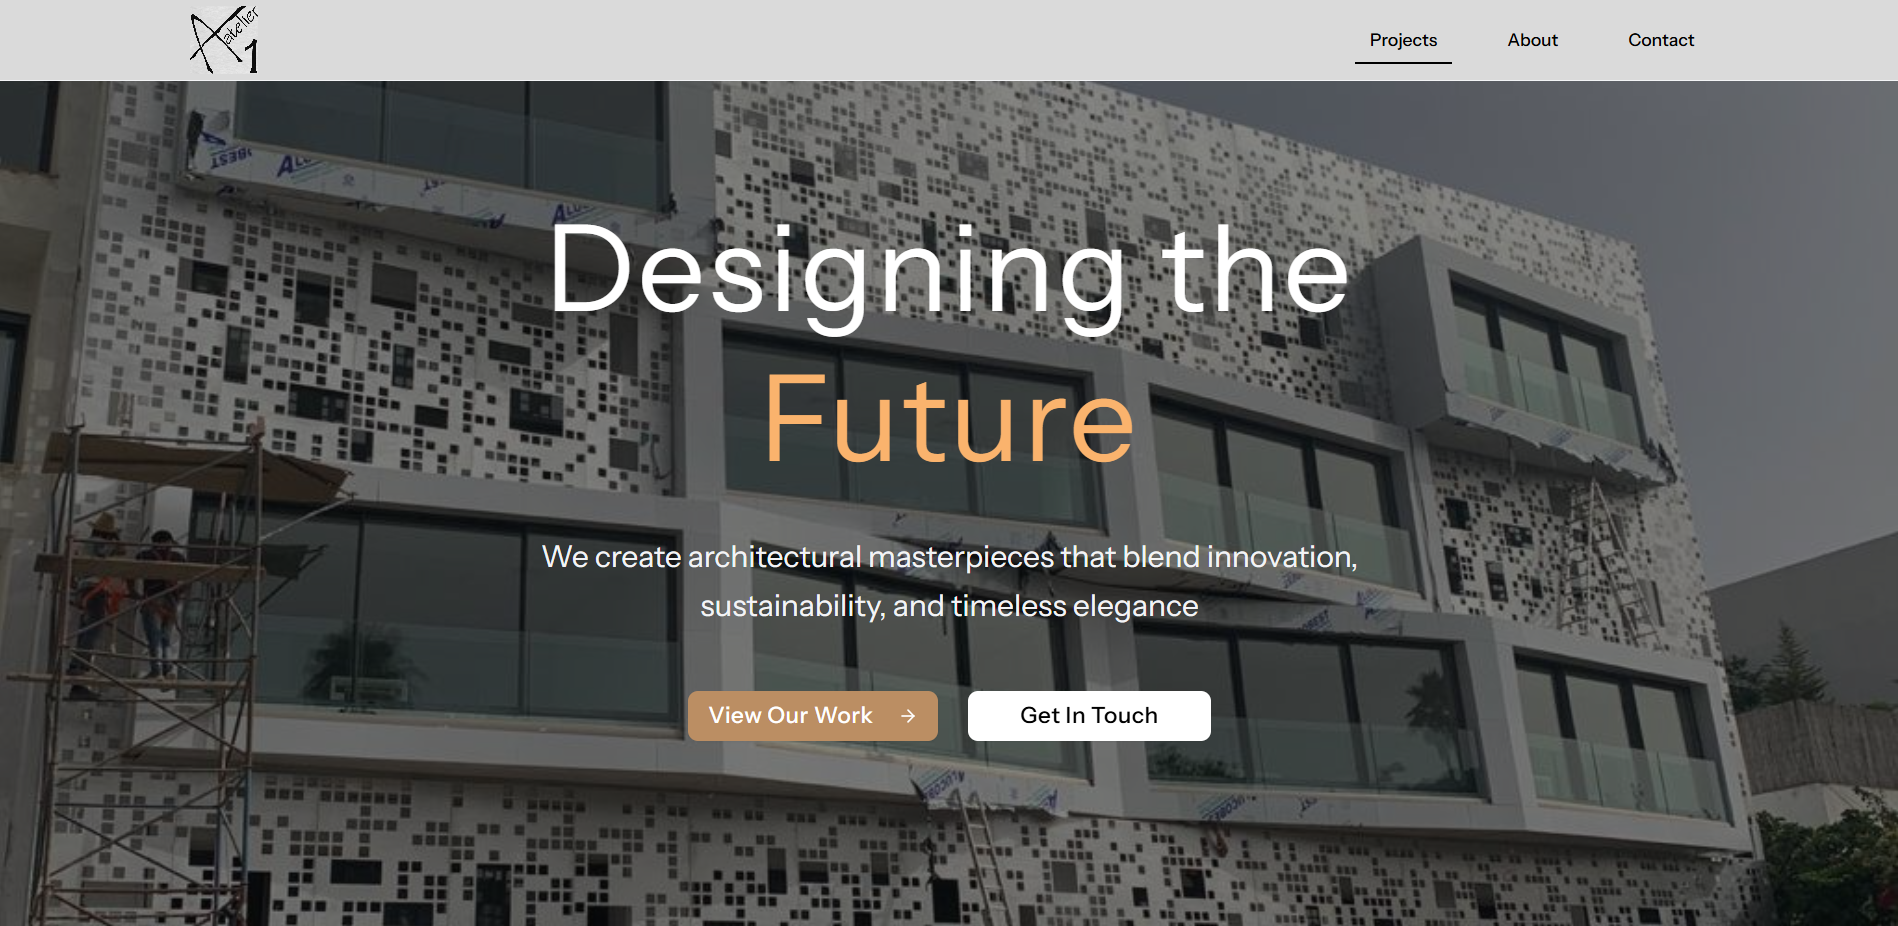 atelier
1
Projects About Contact
Designing the
Future
We create architectural masterpieces that blend innovation,
sustainability, and timeless elegance
View Our Work → Get In Touch